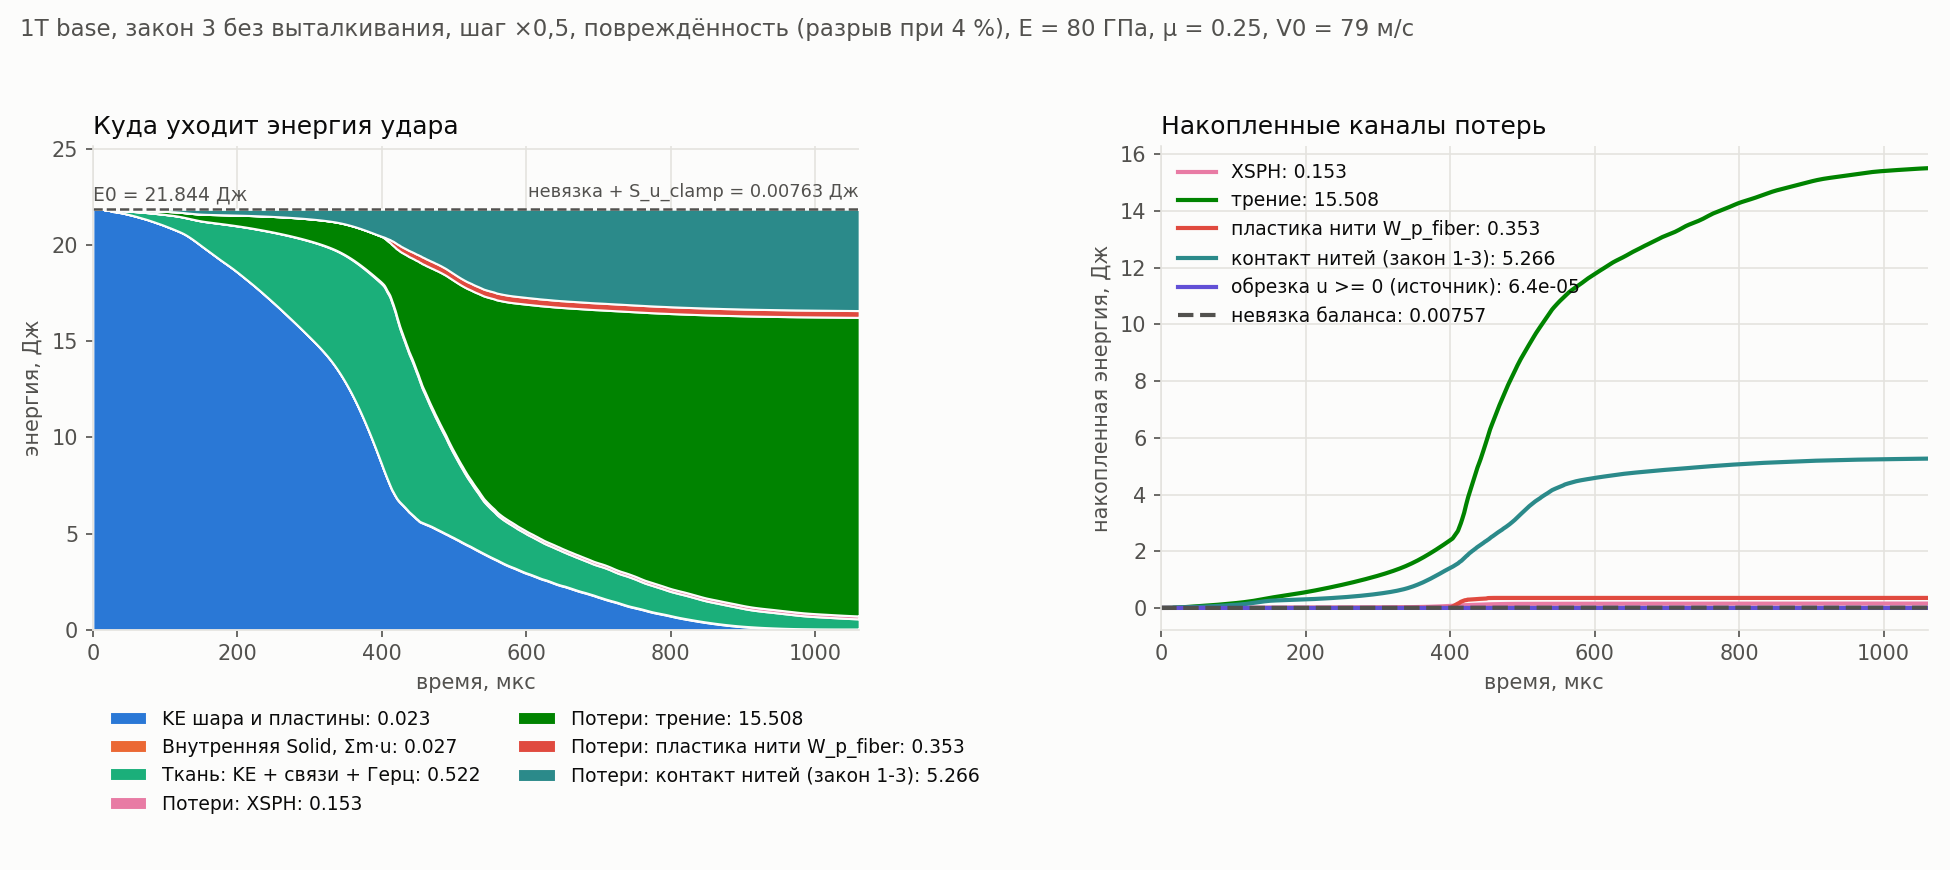 1T base, закон 3 без выталкивания, шаг ×0,5, повреждённость (разрыв при 4 %), E = 80 ГПа, μ = 0.25, V0 = 79 м/с
Куда уходит энергия удара
25
20
15
10
5
0
энергия, Дж
E0 = 21.844 Дж
невязка + S_u_clamp = 0.00763 Дж
0 200 400 600 800 1000
время, мкс
KE шара и пластины: 0.023
Внутренняя Solid, Σm·u: 0.027
Ткань: KE + связи + Герц: 0.522
Потери: XSPH: 0.153
Потери: трение: 15.508
Потери: пластика нити W_p_fiber: 0.353
Потери: контакт нитей (закон 1-3): 5.266
Накопленные каналы потерь
16
14
12
10
8
6
4
2
0
накопленная энергия, Дж
XSPH: 0.153
трение: 15.508
пластика нити W_p_fiber: 0.353
контакт нитей (закон 1-3): 5.266
обрезка u >= 0 (источник): 6.4e-05
невязка баланса: 0.00757
0 200 400 600 800 1000
время, мкс